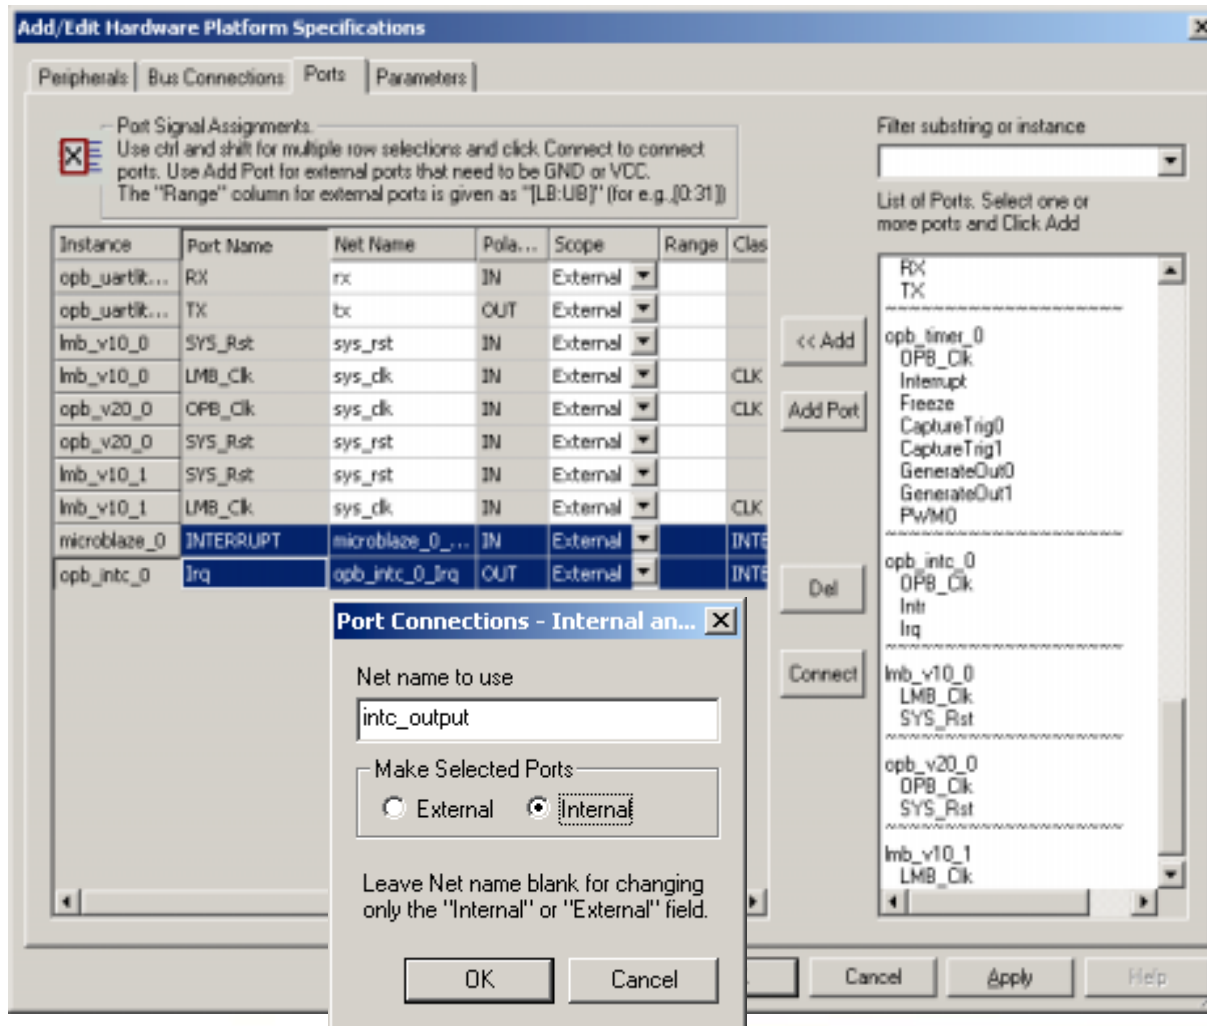 Add/Edit Hardware Platform Specifications
Peripherals Bus Connections Ports Parameters
Port Signal Assignments.
Use ctrl and shift for multiple row selections and click Connect to connect
ports. Use Add Port for external ports that need to be GND or VCC.
The "Range" column for external ports is given as "[LB:UB]" (for e.g.,[0:31])
Filter substring or instance
List of Ports. Select one or
more ports and Click Add
Instance Port Name Net Name Pola... Scope Range Clas
opb_uartlit... RX rx IN External
opb_uartlit... TX tx OUT External
lmb_v10_0 SYS_Rst sys_rst IN External
lmb_v10_0 LMB_Clk sys_clk IN External CLK
opb_v20_0 OPB_Clk sys_clk IN External CLK
opb_v20_0 SYS_Rst sys_rst IN External
lmb_v10_1 SYS_Rst sys_rst IN External
lmb_v10_1 LMB_Clk sys_clk IN External CLK
microblaze_0 INTERRUPT microblaze_0_... IN External INTE
opb_intc_0 Irq opb_intc_0_Irq OUT External INTE
<< Add
Add Port
Del
Connect
RX
TX
~~~~~~~~~~~~~~~~~~~~~~
opb_timer_0
OPB_Clk
Interrupt
Freeze
CaptureTrig0
CaptureTrig1
GenerateOut0
GenerateOut1
PWM0
~~~~~~~~~~~~~~~~~~~~~~
opb_intc_0
OPB_Clk
Intr
Irq
~~~~~~~~~~~~~~~~~~~~~~
lmb_v10_0
LMB_Clk
SYS_Rst
~~~~~~~~~~~~~~~~~~~~~~
opb_v20_0
OPB_Clk
SYS_Rst
~~~~~~~~~~~~~~~~~~~~~~
lmb_v10_1
LMB_Clk
Port Connections - Internal an...
Net name to use
intc_output
Make Selected Ports
External Internal
Leave Net name blank for changing
only the "Internal" or "External" field.
OK Cancel
Cancel Apply Help